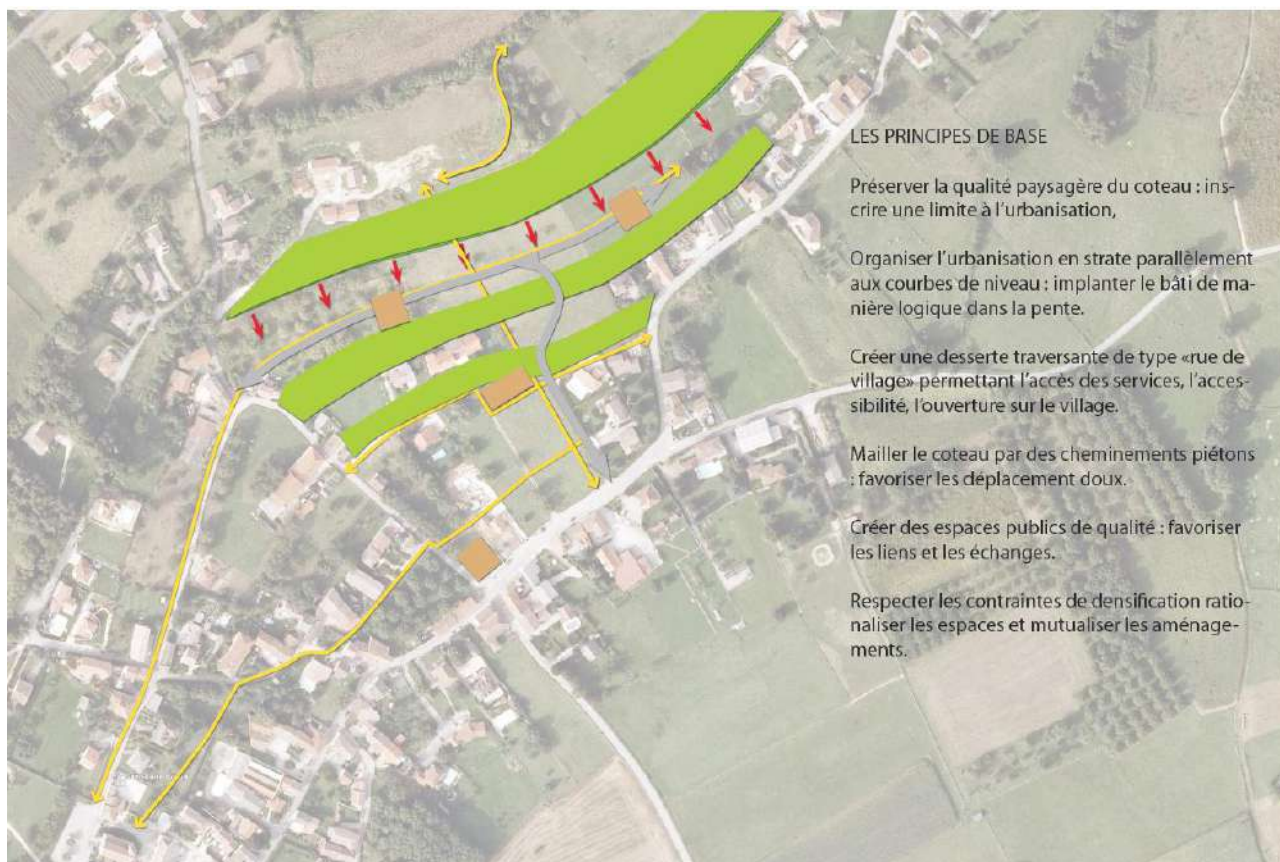 LES PRINCIPES DE BASE
Préserver la qualité paysagère du coteau : ins-
crire une limite à l'urbanisation,
Organiser l'urbanisation en strate parallèlement
aux courbes de niveau : implanter le bâti de ma-
nière logique dans la pente.
Créer une desserte traversante de type «rue de
village» permettant l'accès des services, l'acces-
sibilité, l'ouverture sur le village.
Mailler le coteau par des cheminements piétons
: favoriser les déplacement doux.
Créer des espaces publics de qualité : favoriser
les liens et les échanges.
Respecter les contraintes de densification ratio-
naliser les espaces et mutualiser les aménage-
ments.